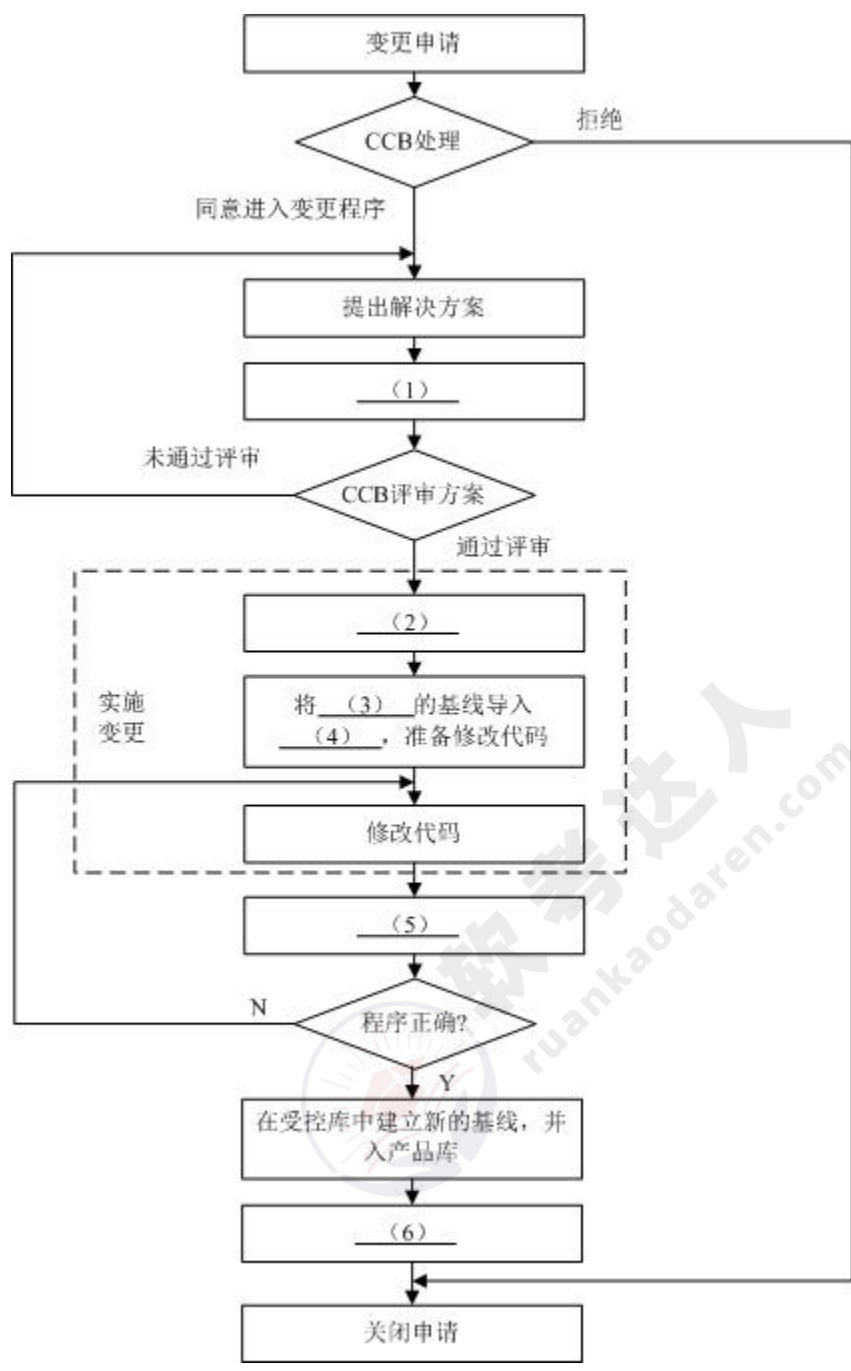 变更申请
CCB处理
拒绝
同意进入变更程序
提出解决方案
（1）
未通过评审
CCB评审方案
通过评审
（2）
实施
变更
将（3）的基线导入
（4），准备修改代码
修改代码
（5）
N
程序正确?
Y
在受控库中建立新的基线，并
入产品库
（6）
关闭申请
软考达人
ruankaodaren.com